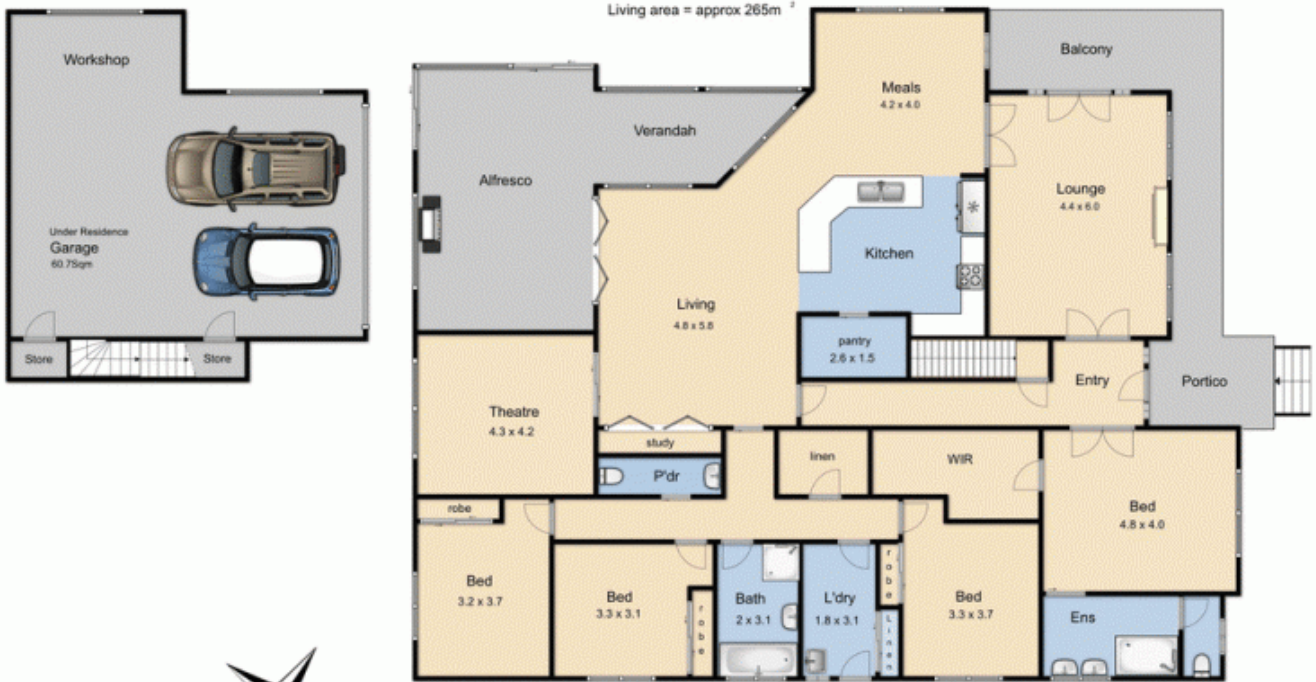 Living area = approx 265m 2
Workshop
Under Residence
Garage
60.7Sqm
Store
Store
Balcony
Meals
4.2 x 4.0
Verandah
Alfresco
Lounge
4.4 x 6.0
Kitchen
Living
4.8 x 5.8
pantry
2.6 x 1.5
Entry
Portico
Theatre
4.3 x 4.2
study
P'dr
linen
WIR
robe
Bed
4.8 x 4.0
Bed
3.2 x 3.7
Bed
3.3 x 3.1
robe
Bath
2 x 3.1
L'dry
1.8 x 3.1
robe
Linen
Bed
3.3 x 3.7
Ens